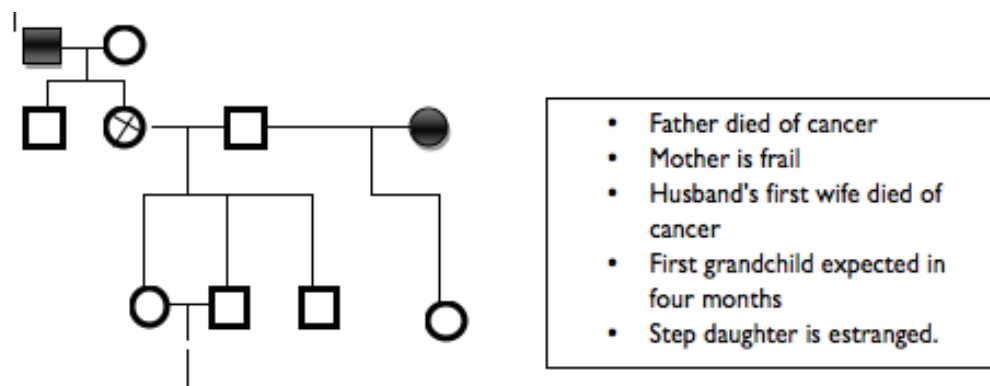 • Father died of cancer
• Mother is frail
• Husband's first wife died of
cancer
• First grandchild expected in
four months
• Step daughter is estranged.